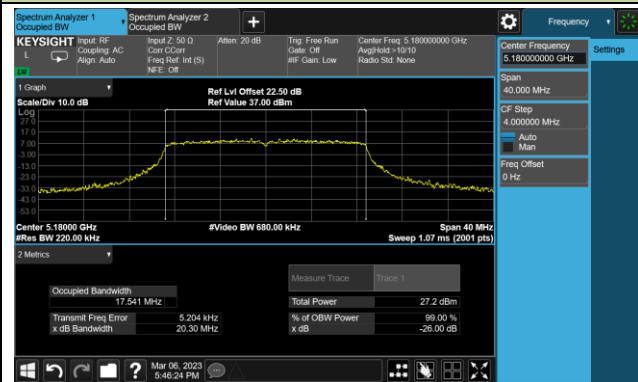 Spectrum Analyzer 1
Occupied BW
Spectrum Analyzer 2
Occupied BW
Frequency
KEYSIGHT
L
Input: RF
Coupling: AC
Align: Auto
Input Z: 50 Ω
Corr CCorr
Freq Ref: Int (S)
NFE: Off
Atten: 20 dB
Trig: Free Run
Gate: Off
#IF Gain: Low
Center Freq: 5.180000000 GHz
Avg|Hold:>10/10
Radio Std: None
Center Frequency
5.180000000 GHz
Settings
Span
40.000 MHz
CF Step
4.000000 MHz
Auto
Man
Freq Offset
0 Hz
1 Graph
Scale/Div 10.0 dB
Ref Lvl Offset 22.50 dB
Ref Value 37.00 dBm
Log
27.0
17.0
7.00
-3.00
-13.0
-23.0
-33.0
-43.0
-53.0
Center 5.18000 GHz
#Res BW 220.00 kHz
#Video BW 680.00 kHz
Span 40 MHz
Sweep 1.07 ms (2001 pts)
2 Metrics
Measure Trace
Trace 1
Occupied Bandwidth
17.541 MHz
Total Power
27.2 dBm
Transmit Freq Error
5.204 kHz
% of OBW Power
99.00 %
x dB Bandwidth
20.30 MHz
x dB
-26.00 dB
Mar 06, 2023
5:46:24 PM